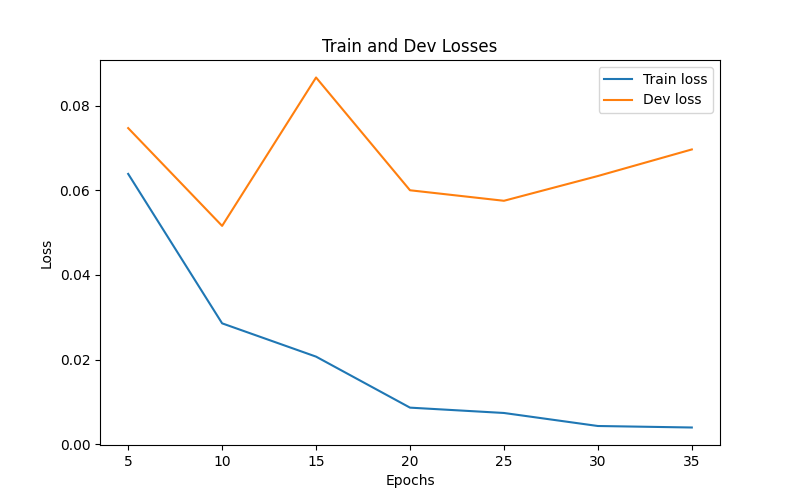 Train and Dev Losses
Train loss
Dev loss
0.08
0.06
0.04
0.02
0.00
Loss
5 10 15 20 25 30 35
Epochs